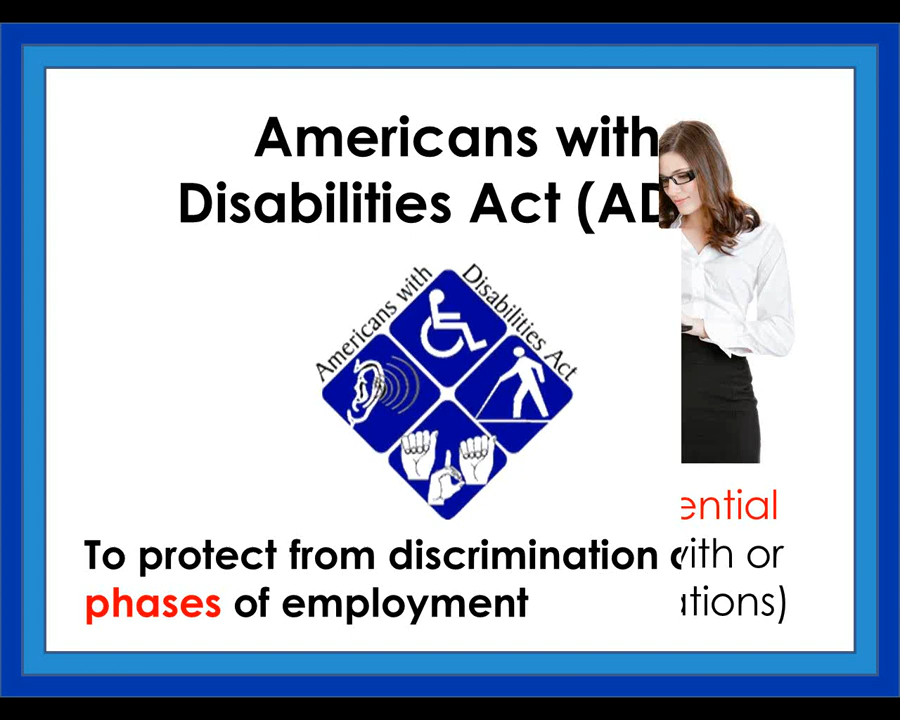 Americans with
Disabilities Act (AD
Americans with Disabilities Act
ential
To protect from discrimination
with or
phases of employment
ations)